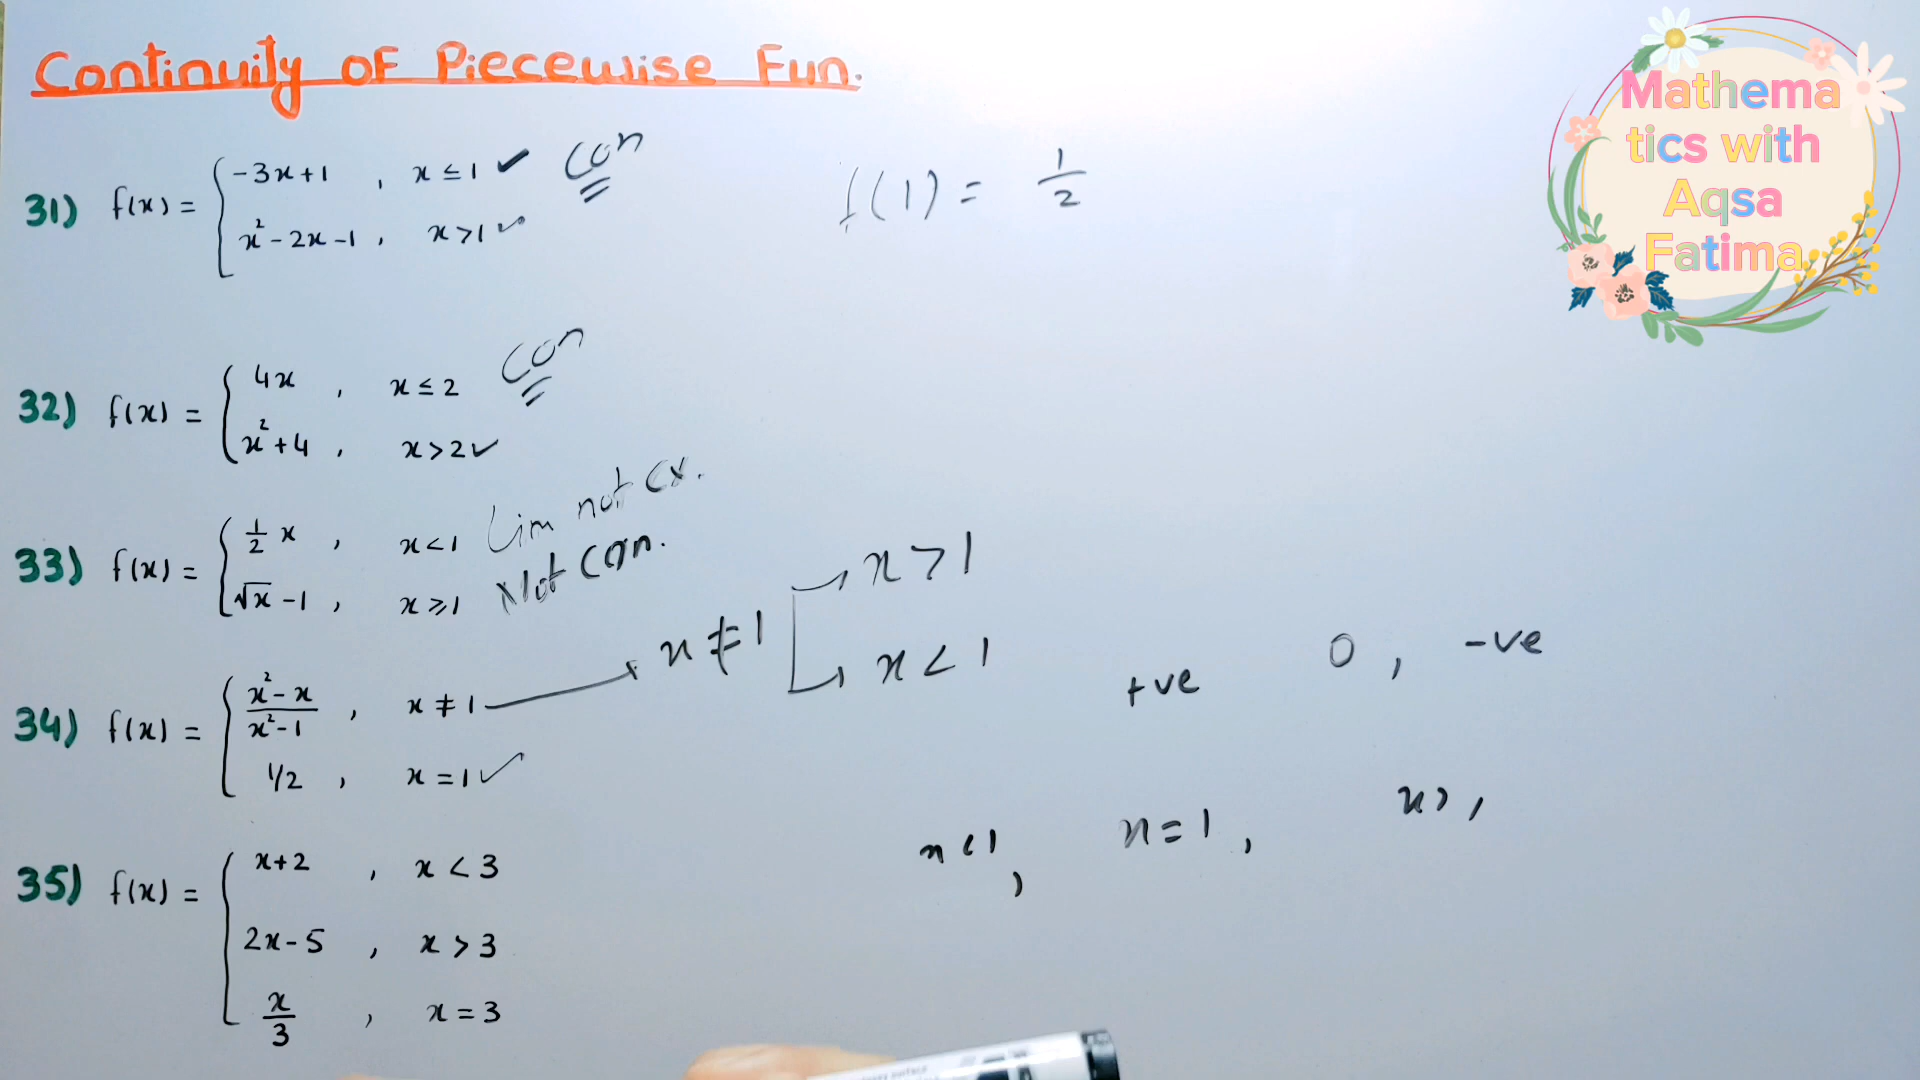 Continuity of Piecewise Fun.
Mathema
tics with
Aqsa
Fatima
31) f(x) = { -3x+1 , x ≤ 1 ✓ Con
x² - 2x - 1 , x > 1 ✓
f(1) = 1/2
32) f(x) = { 4x , x ≤ 2 Con
x² + 4 , x > 2 ✓
33) f(x) = { 1/2 x , x < 1 Lim not ex.
√x - 1 , x ≥ 1 Not Con.
34) f(x) = { x² - x / x² - 1 , x ≠ 1 → x ≠ 1
x > 1
x < 1
1/2 , x = 1 ✓
+ve 0 , -ve
x < 1 , x = 1 ,
35) f(x) = { x+2 , x < 3
2x - 5 , x > 3
x/3 , x = 3